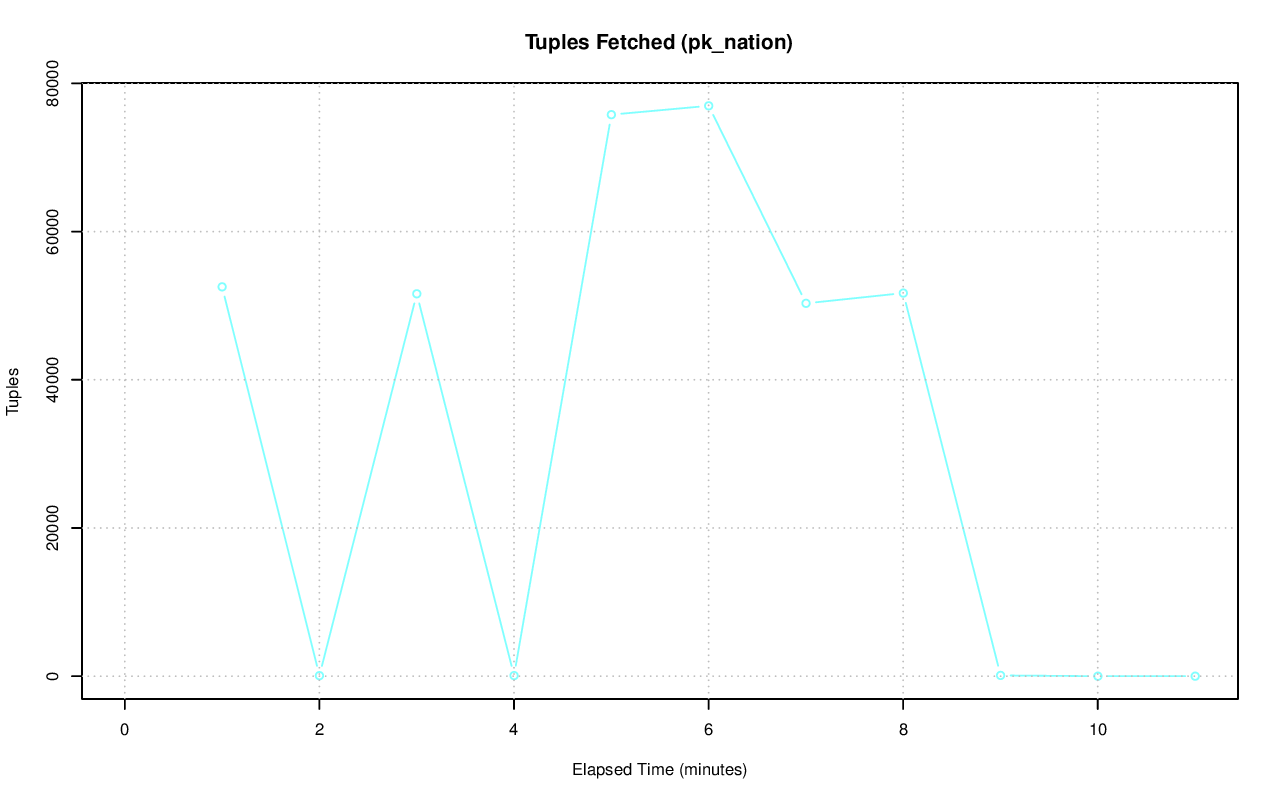 Tuples Fetched (pk_nation)
80000
60000
40000
20000
0
Tuples
0 2 4 6 8 10
Elapsed Time (minutes)